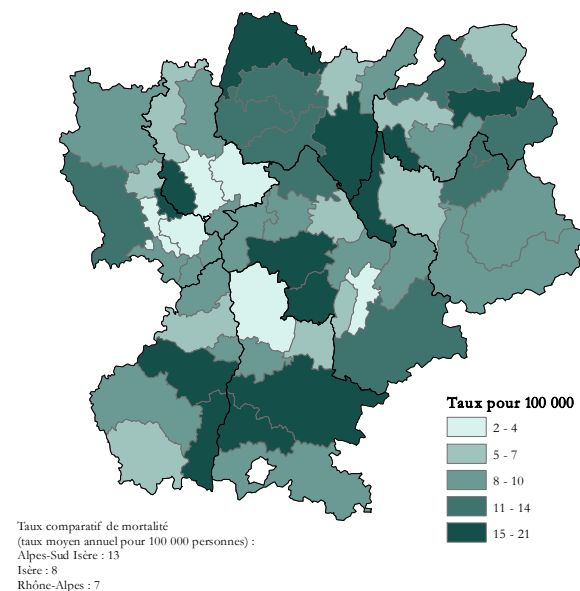 Taux pour 100 000
2 - 4
5 - 7
8 - 10
11 - 14
15 - 21
Taux comparatif de mortalité
(taux moyen annuel pour 100 000 personnes) :
Alpes-Sud Isère : 13
Isère : 8
Rhône-Alpes : 7